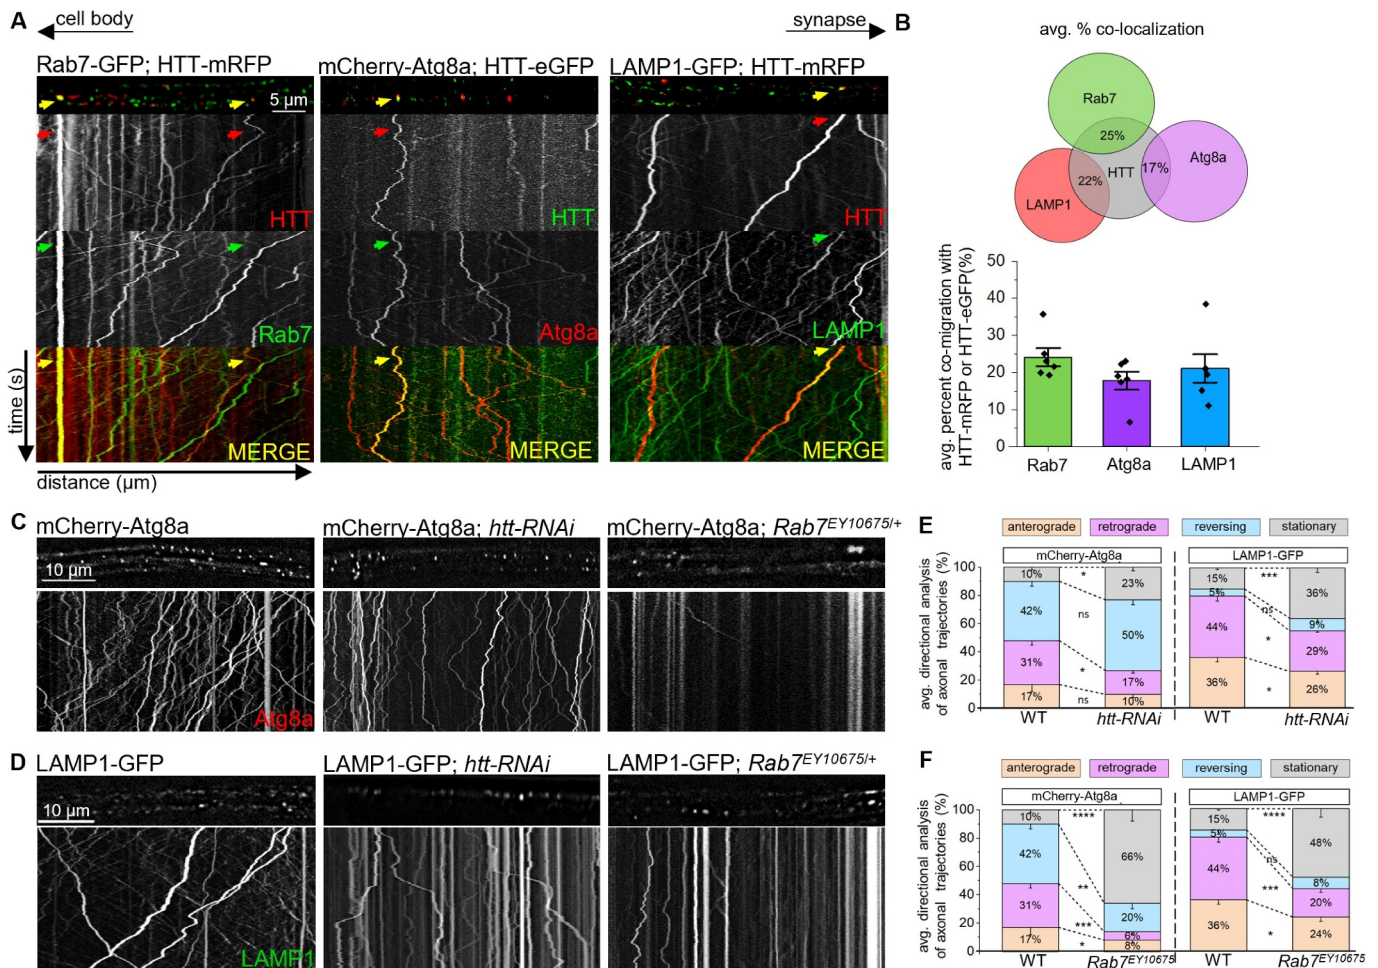 A
cell body
synapse
Rab7-GFP; HTT-mRFP
mCherry-Atg8a; HTT-eGFP
LAMP1-GFP; HTT-mRFP
5 µm
HTT
HTT
HTT
Rab7
Atg8a
LAMP1
MERGE
MERGE
MERGE
time (s)
distance (µm)
B
avg. % co-localization
Rab7
25%
Atg8a
17%
HTT
22%
LAMP1
avg. percent co-migration with
HTT-mRFP or HTT-eGFP(%)
50
40
30
20
10
0
Rab7
Atg8a
LAMP1
C
mCherry-Atg8a
mCherry-Atg8a; htt-RNAi
mCherry-Atg8a; Rab7EY10675/+
10 µm
Atg8a
D
LAMP1-GFP
LAMP1-GFP; htt-RNAi
LAMP1-GFP; Rab7EY10675/+
10 µm
LAMP1
E
anterograde
retrograde
reversing
stationary
mCherry-Atg8a
LAMP1-GFP
avg. directional analysis
of axonal trajectories (%)
100
80
60
40
20
0
10%
42%
31%
17%
*
ns
*
ns
23%
50%
17%
10%
15%
5%
44%
36%
***
ns
*
*
36%
9%
29%
26%
WT
htt-RNAi
WT
htt-RNAi
F
anterograde
retrograde
reversing
stationary
mCherry-Atg8a
LAMP1-GFP
avg. directional analysis
of axonal trajectories (%)
100
80
60
40
20
0
10%
42%
31%
17%
****
**
***
*
66%
20%
6%
8%
15%
5%
44%
36%
****
ns
***
*
48%
8%
20%
24%
WT
Rab7EY10675
WT
Rab7EY10675